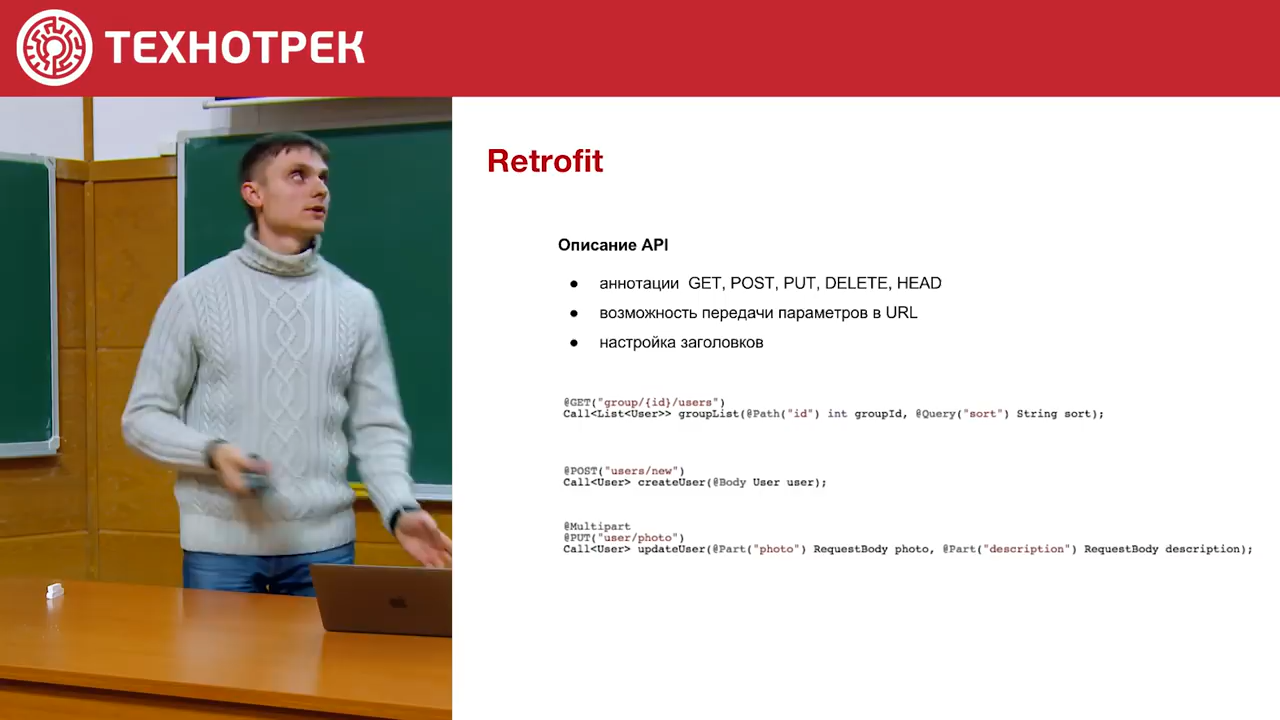 ТЕХНОТРЕК
Retrofit
Описание API
● аннотации GET, POST, PUT, DELETE, HEAD
● возможность передачи параметров в URL
● настройка заголовков
@GET("group/{id}/users")
Call<List<User>> groupList(@Path("id") int groupId, @Query("sort") String sort);
@POST("users/new")
Call<User> createUser(@Body User user);
@Multipart
@PUT("user/photo")
Call<User> updateUser(@Part("photo") RequestBody photo, @Part("description") RequestBody description);